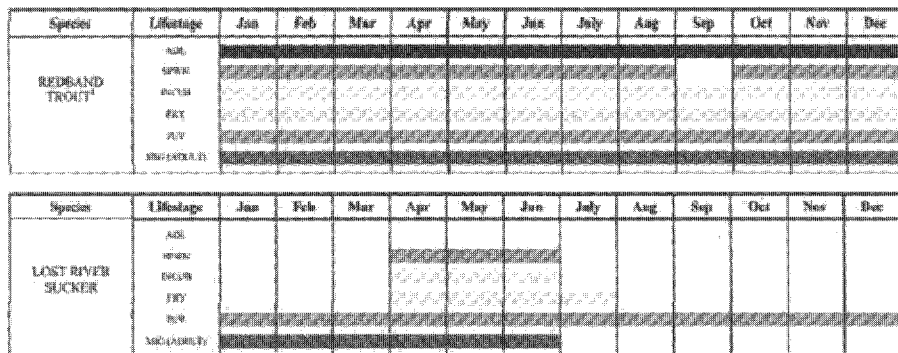 Species Lifestage Jan Feb Mar Apr May Jun July Aug Sep Oct Nov Dec
ADL
SPWN
REDBAND
TROUT¹
INCUB
FRY
JUV
MIG (ADULT)
Species Lifestage Jan Feb Mar Apr May Jun July Aug Sep Oct Nov Dec
ADL
SPWN
LOST RIVER
SUCKER
INCUB
FRY
JUV
MIG (ADULT)